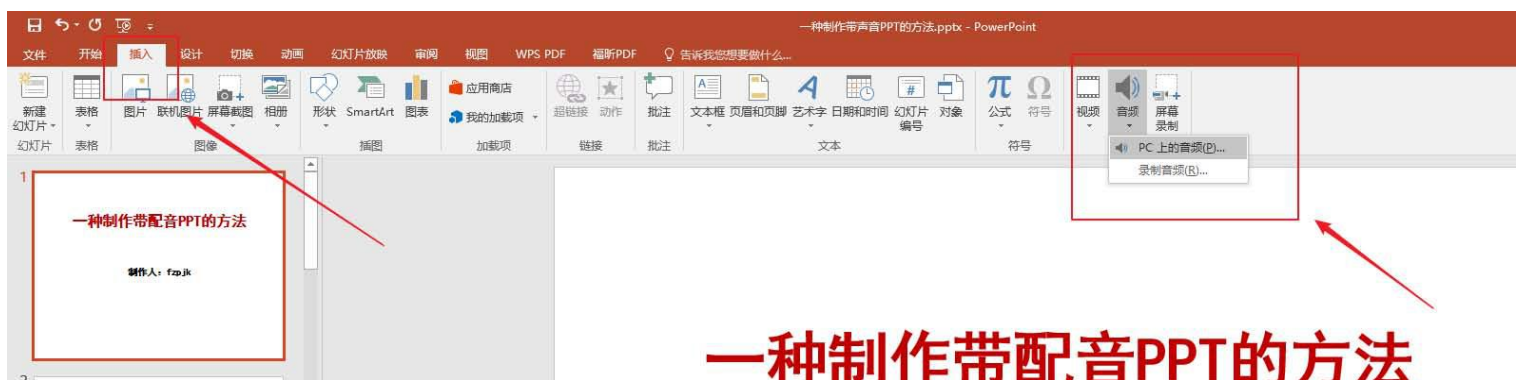 一种制作带声音PPT的方法.pptx - PowerPoint
文件 开始 插入 设计 切换 动画 幻灯片放映 审阅 视图 WPS PDF 福昕PDF 告诉我您想要做什么...
新建 表格 图片 联机图片 屏幕截图 相册 形状 SmartArt 图表 应用商店 超链接 动作 批注 文本框 页眉和页脚 艺术字 日期和时间 幻灯片 对象 公式 符号 视频 音频 屏幕
幻灯片 我的加载项 编号 录制
幻灯片 表格 图像 插图 加载项 链接 批注 文本 符号
PC 上的音频(P)...
录制音频(R)...
1
一种制作带配音PPT的方法
制作人：fzpjk
一种制作带配音PPT的方法